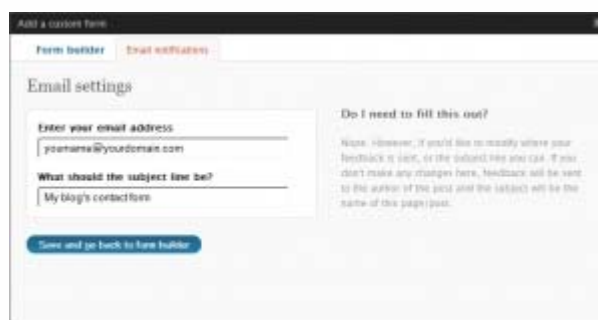 Add a custom form
Form builder
Email notifications
Email settings
Enter your email address
yourname@yourdomain.com
What should the subject line be?
My blog's contact form
Save and go back to form builder
Do I need to fill this out?
Nope. However, if you'd like to modify where your
feedback is sent, or the subject line you can. If you
don't make any changes here, feedback will be sent
to the author of the post and the subject will be the
name of this page/post.